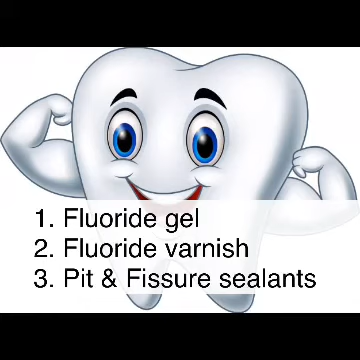 1. Fluoride gel
2. Fluoride varnish
3. Pit & Fissure sealants